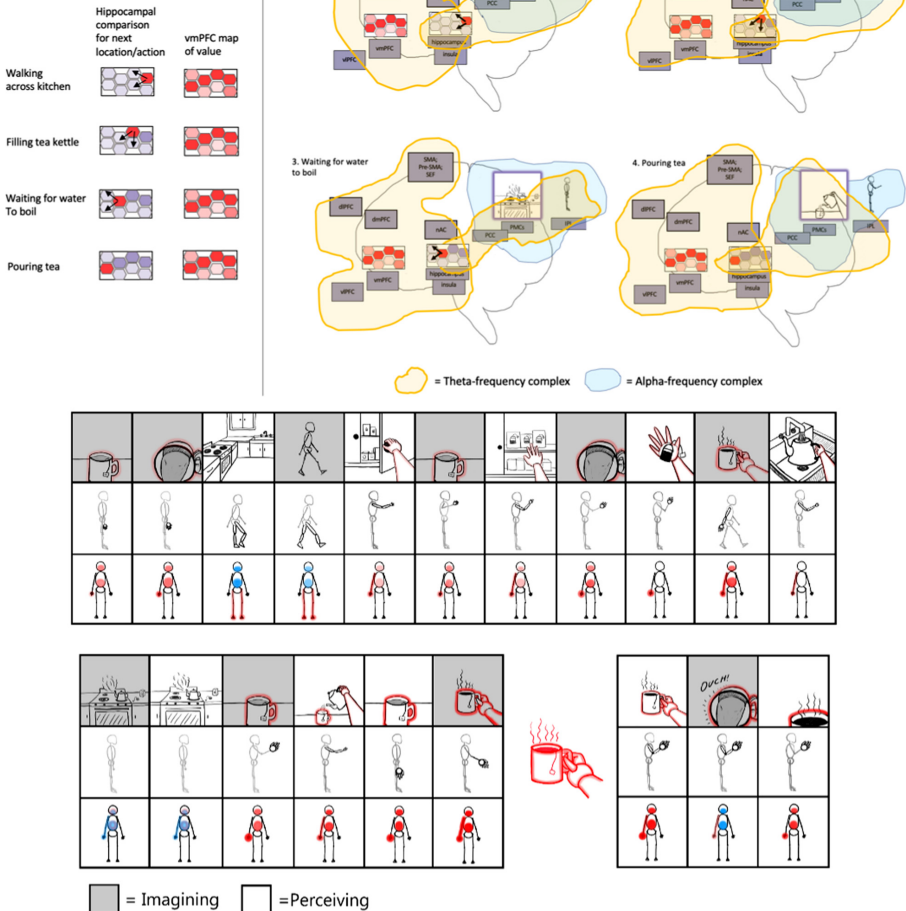 Hippocampal
comparison
for next
location/action
vmPFC map
of value
Walking
across kitchen
Filling tea kettle
Waiting for water
To boil
Pouring tea
PCC
hippocampus
vmPFC
insula
vlPFC
PCC
hippocampus
vmPFC
insula
vlPFC
3. Waiting for water
to boil
SMA;
Pre-SMA;
SEF
dlPFC
dmPFC
nAC
PMCs
IPL
PCC
hippocampus
vmPFC
insula
vlPFC
4. Pouring tea
SMA;
Pre-SMA;
SEF
dlPFC
dmPFC
nAC
PMCs
IPL
PCC
hippocampus
vmPFC
insula
vlPFC
= Theta-frequency complex
= Alpha-frequency complex
OUCH!
= Imagining
=Perceiving